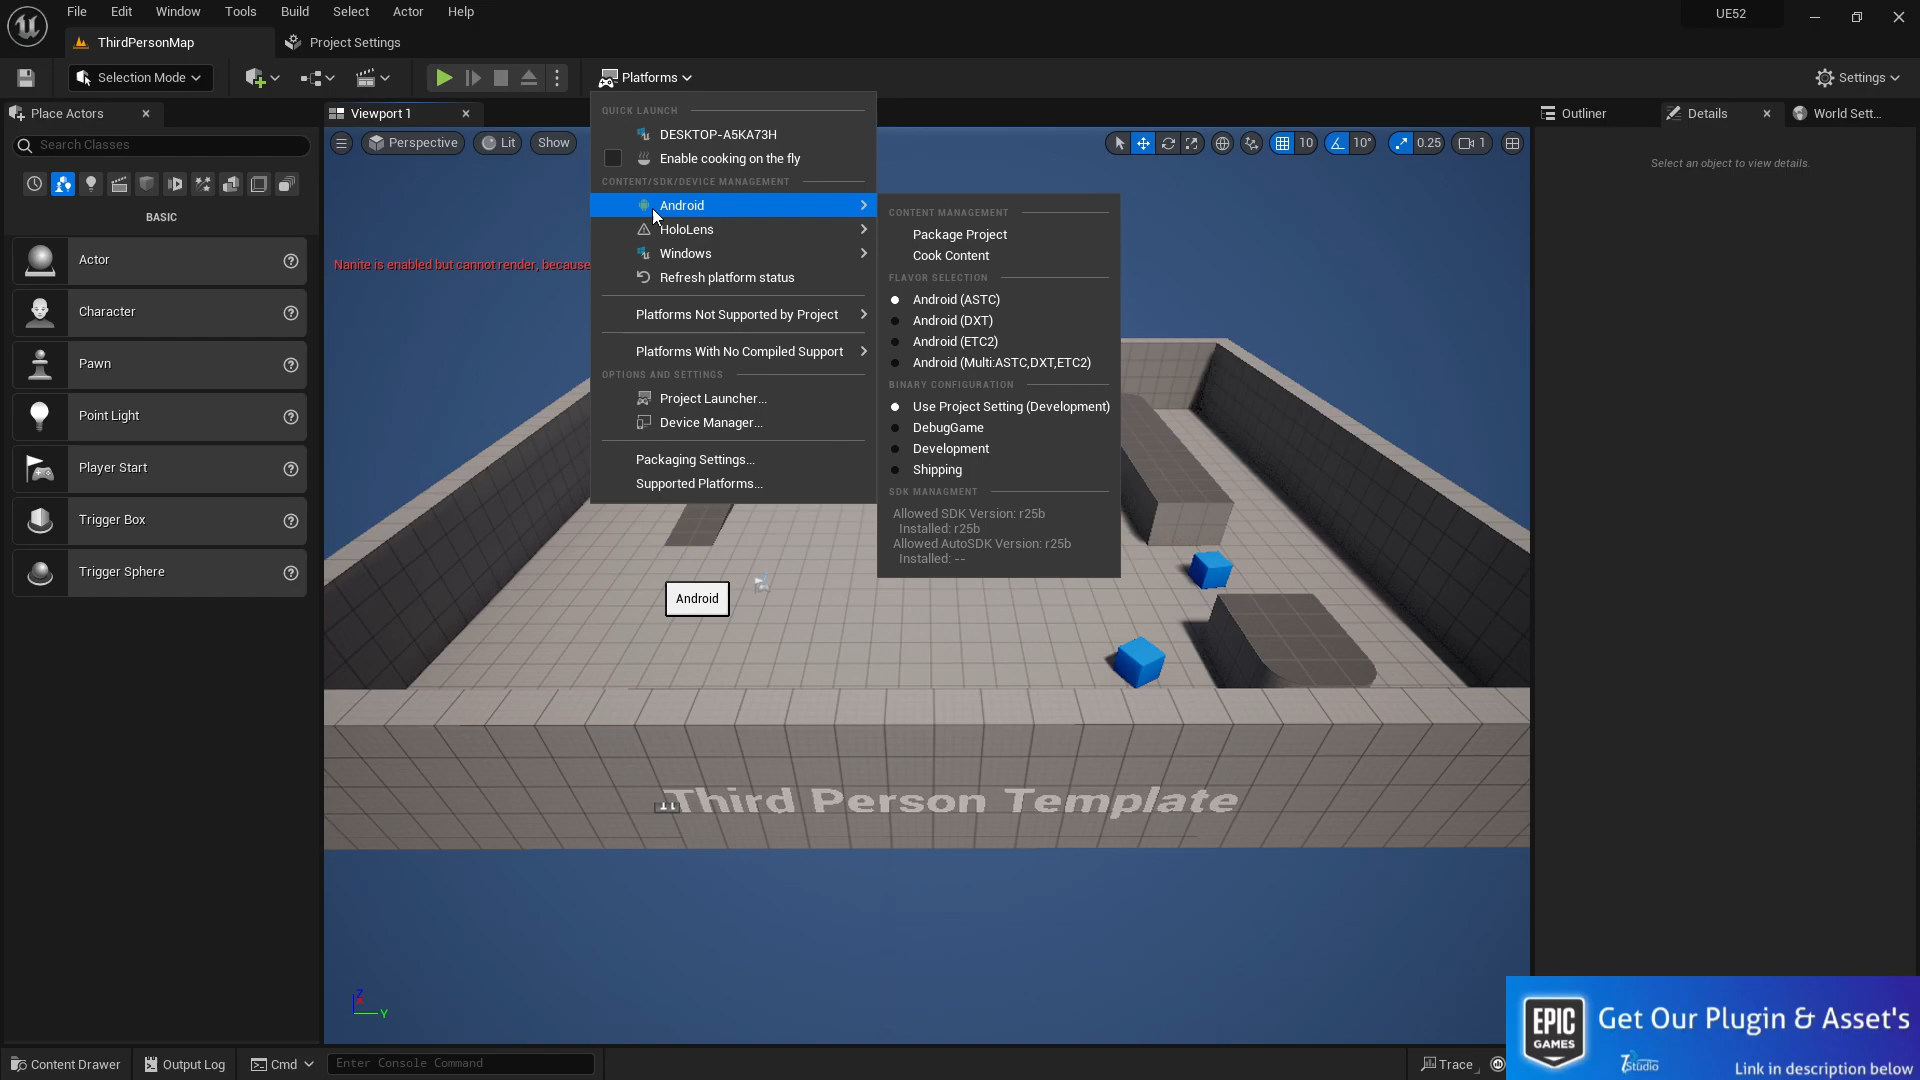 File Edit Window Tools Build Select Actor Help
UE52
ThirdPersonMap
Project Settings
Selection Mode
Platforms
Settings
Place Actors
Search Classes
BASIC
Actor
Character
Pawn
Point Light
Player Start
Trigger Box
Trigger Sphere
Viewport 1
Perspective
Lit
Show
10
10°
0.25
1
Nanite is enabled but cannot render, because
QUICK LAUNCH
DESKTOP-A5KA73H
Enable cooking on the fly
CONTENT/SDK/DEVICE MANAGEMENT
Android
HoloLens
Windows
Refresh platform status
Platforms Not Supported by Project
Platforms With No Compiled Support
OPTIONS AND SETTINGS
Project Launcher...
Device Manager...
Packaging Settings...
Supported Platforms...
CONTENT MANAGEMENT
Package Project
Cook Content
FLAVOR SELECTION
Android (ASTC)
Android (DXT)
Android (ETC2)
Android (Multi:ASTC,DXT,ETC2)
BINARY CONFIGURATION
Use Project Setting (Development)
DebugGame
Development
Shipping
SDK MANAGMENT
Allowed SDK Version: r25b
Installed: r25b
Allowed AutoSDK Version: r25b
Installed: --
Android
Third Person Template
Z
X
Y
Outliner
Details
World Sett...
Select an object to view details.
Content Drawer
Output Log
Cmd
Enter Console Command
Trace
EPIC
GAMES
Get Our Plugin & Asset's
7Studio
Link in description below